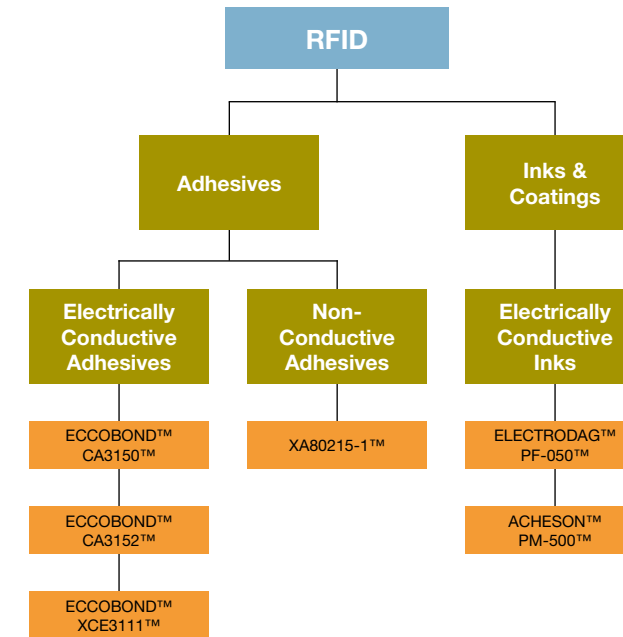 RFID
Adhesives
Inks &
Coatings
Electrically
Conductive
Adhesives
Non-
Conductive
Adhesives
Electrically
Conductive
Inks
ECCOBOND™
CA3150™
XA80215-1™
ELECTRODAG™
PF-050™
ECCOBOND™
CA3152™
ACHESON™
PM-500™
ECCOBOND™
XCE3111™